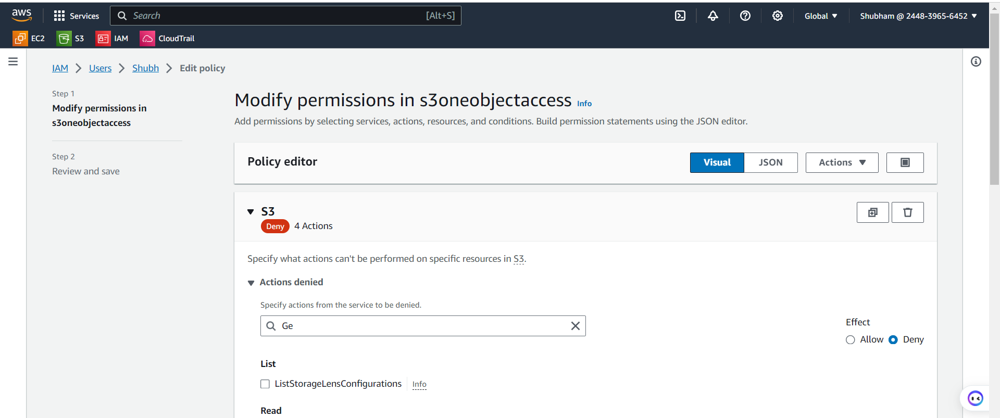 aws
Services
Search
[Alt+S]
Global
Shubham @ 2448-3965-6452
EC2
S3
IAM
CloudTrail
IAM
Users
Shubh
Edit policy
Step 1
Modify permissions in
s3oneobjectaccess
Step 2
Review and save
Modify permissions in s3oneobjectaccess Info
Add permissions by selecting services, actions, resources, and conditions. Build permission statements using the JSON editor.
Policy editor
Visual
JSON
Actions
S3
Deny 4 Actions
Specify what actions can't be performed on specific resources in S3.
Actions denied
Specify actions from the service to be denied.
Ge
Effect
Allow
Deny
List
ListStorageLensConfigurations
Info
Read